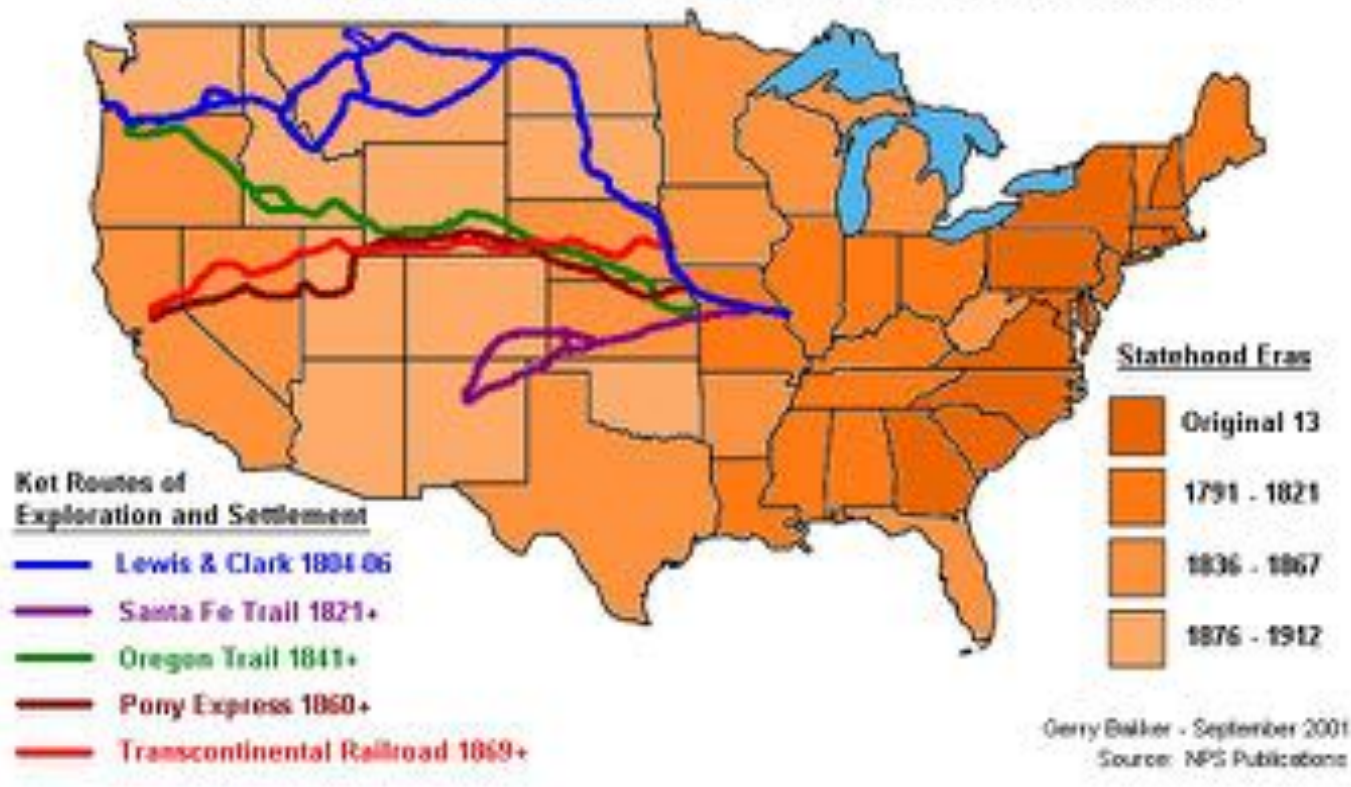 Statehood Eras
Original 13
1791 - 1821
1836 - 1867
1876 - 1912
Ket Routes of
Exploration and Settlement
Lewis & Clark 1804-06
Santa Fe Trail 1821+
Oregon Trail 1841+
Pony Express 1860+
Transcontinental Railroad 1869+
Gerry Bakker - September 2001
Source: NPS Publications